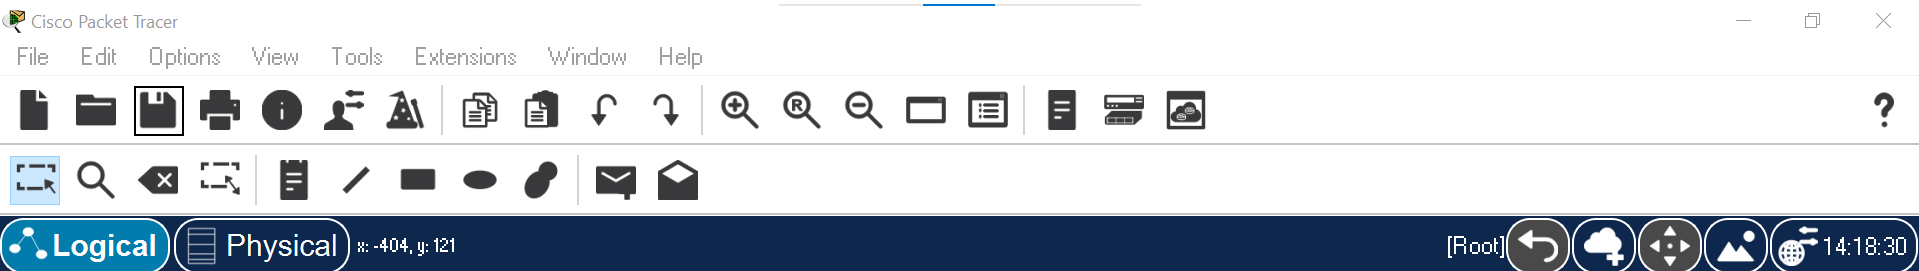 Cisco Packet Tracer
File Edit Options View Tools Extensions Window Help
R
?
Logical Physical x: -404, y: 121 [Root] 14:18:30